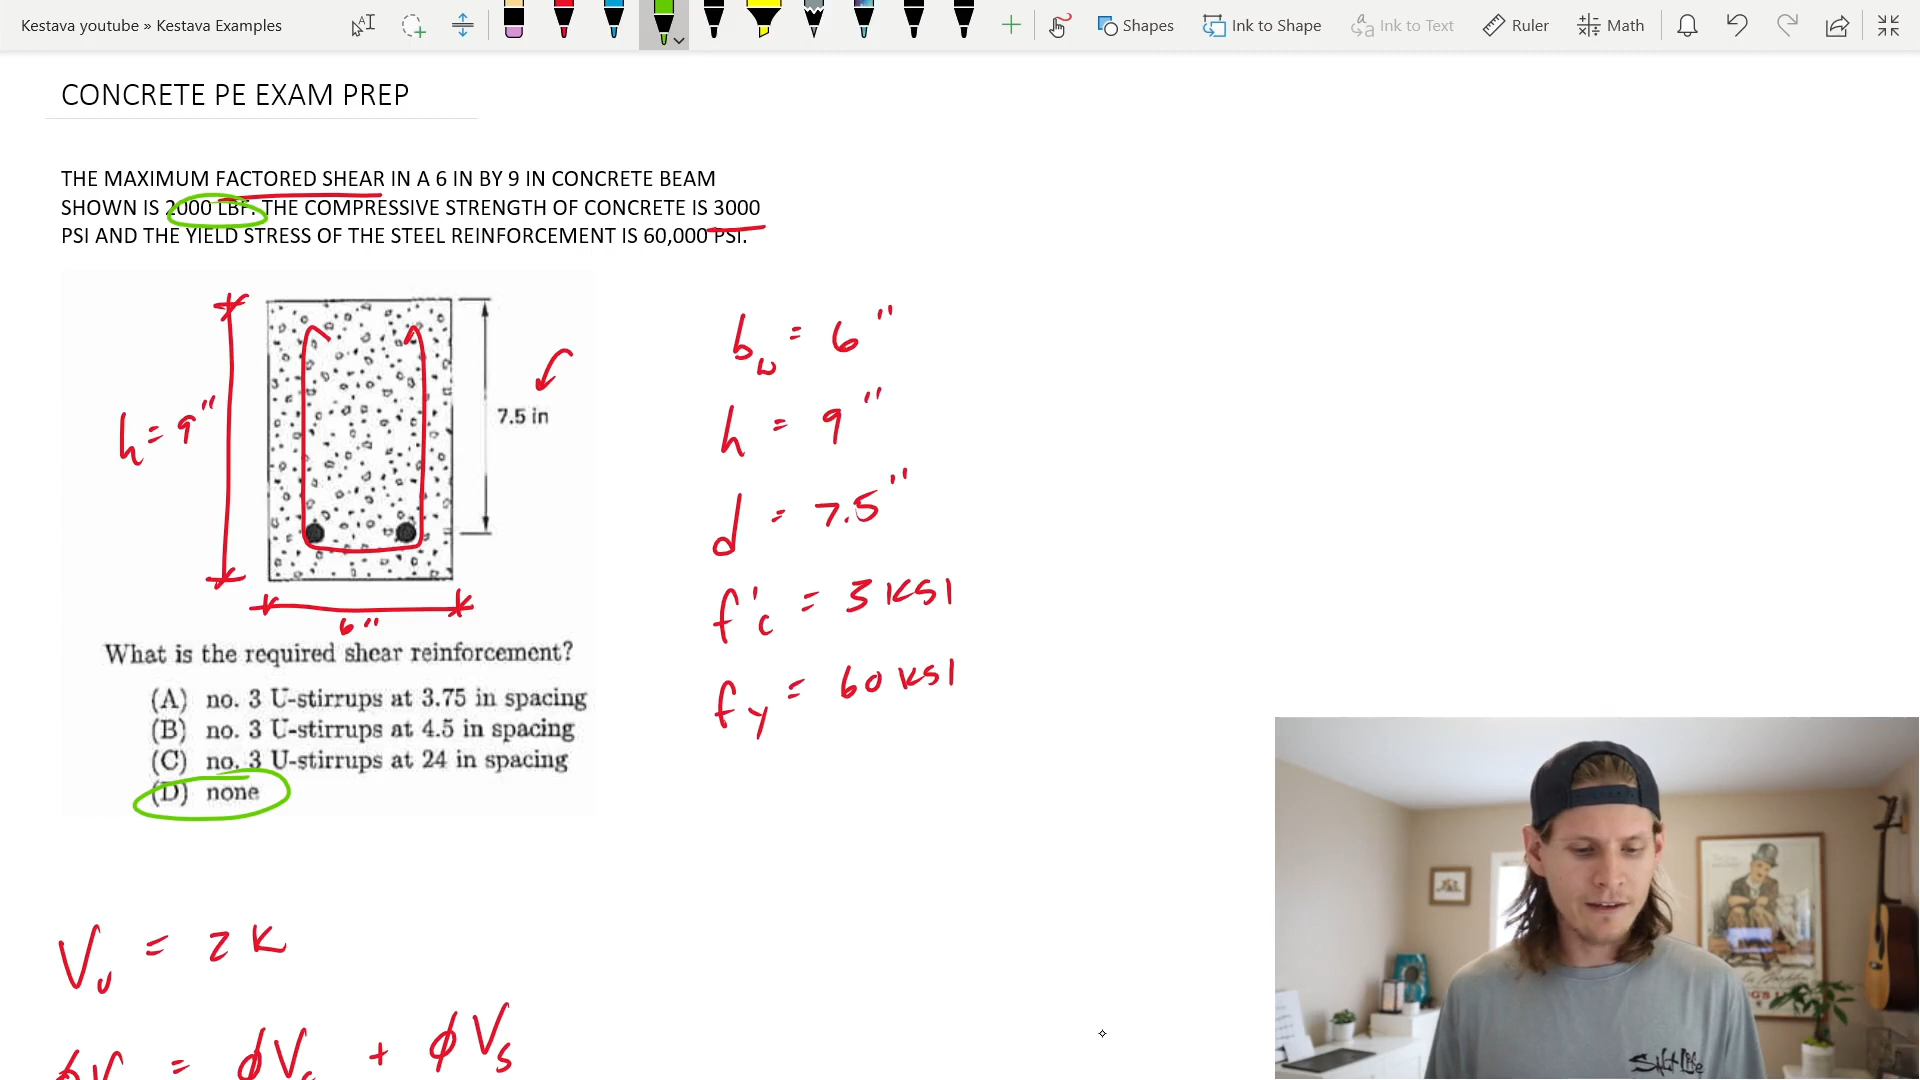 Kestava youtube » Kestava Examples
Shapes
Ink to Shape
Ink to Text
Ruler
Math
CONCRETE PE EXAM PREP
THE MAXIMUM FACTORED SHEAR IN A 6 IN BY 9 IN CONCRETE BEAM
SHOWN IS 2000 LBF. THE COMPRESSIVE STRENGTH OF CONCRETE IS 3000
PSI AND THE YIELD STRESS OF THE STEEL REINFORCEMENT IS 60,000 PSI.
h = 9"
7.5 in
6"
What is the required shear reinforcement?
(A) no. 3 U-stirrups at 3.75 in spacing
(B) no. 3 U-stirrups at 4.5 in spacing
(C) no. 3 U-stirrups at 24 in spacing
(D) none
bw = 6"
h = 9"
d = 7.5"
f'c = 3 ksi
fy = 60 ksi
Vu = 2 K
= ϕVc + ϕVs
Salt Life